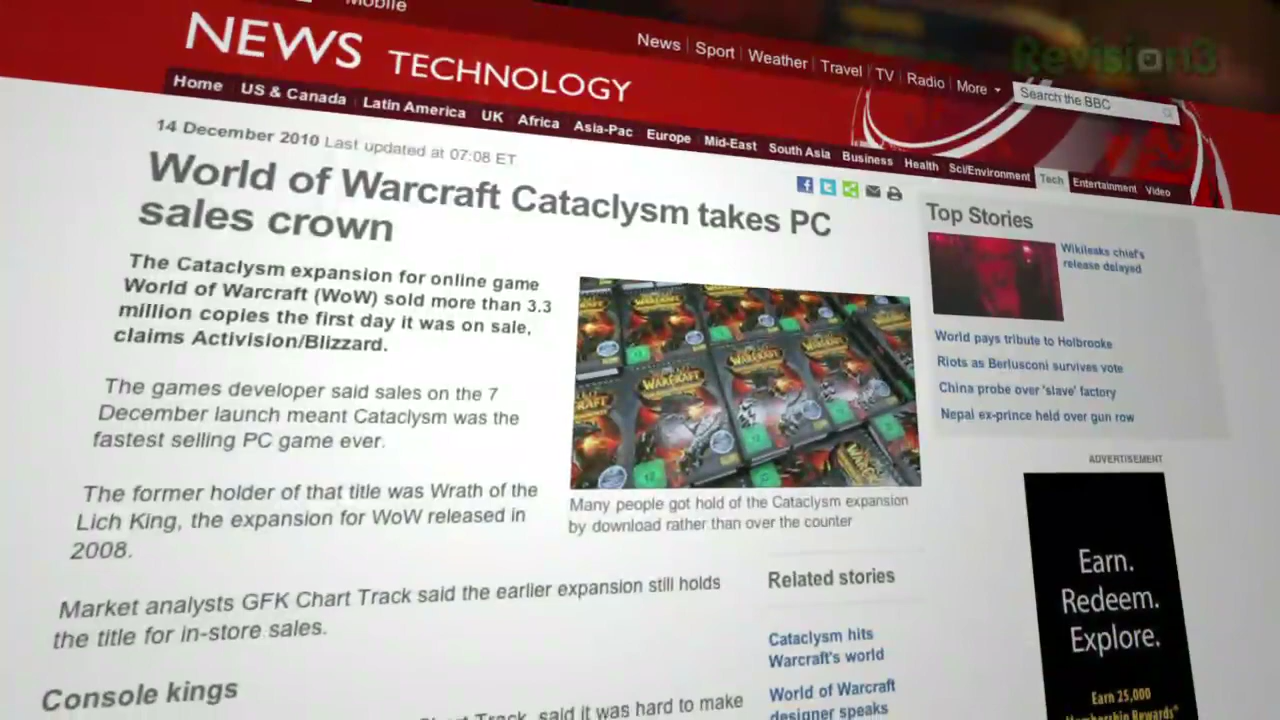 Mobile
NEWS TECHNOLOGY
News Sport Weather Travel TV Radio More
Search the BBC
Revision3
Home US & Canada Latin America UK Africa Asia-Pac Europe Mid-East South Asia Business Health Sci/Environment Tech Entertainment Video
14 December 2010 Last updated at 07:08 ET
World of Warcraft Cataclysm takes PC
sales crown
The Cataclysm expansion for online game
World of Warcraft (WoW) sold more than 3.3
million copies the first day it was on sale,
claims Activision/Blizzard.
The games developer said sales on the 7
December launch meant Cataclysm was the
fastest selling PC game ever.
The former holder of that title was Wrath of the
Lich King, the expansion for WoW released in
2008.
Market analysts GFK Chart Track said the earlier expansion still holds
the title for in-store sales.
Console kings
Chart Track, said it was hard to make
WARCRAFT
WARCRAFT
WARCRAFT
Many people got hold of the Cataclysm expansion
by download rather than over the counter
Related stories
Cataclysm hits
Warcraft's world
World of Warcraft
designer speaks
Top Stories
Wikileaks chief's
release delayed
World pays tribute to Holbrooke
Riots as Berlusconi survives vote
China probe over 'slave' factory
Nepal ex-prince held over gun row
ADVERTISEMENT
Earn.
Redeem.
Explore.
Earn 25,000
Membership Rewards®